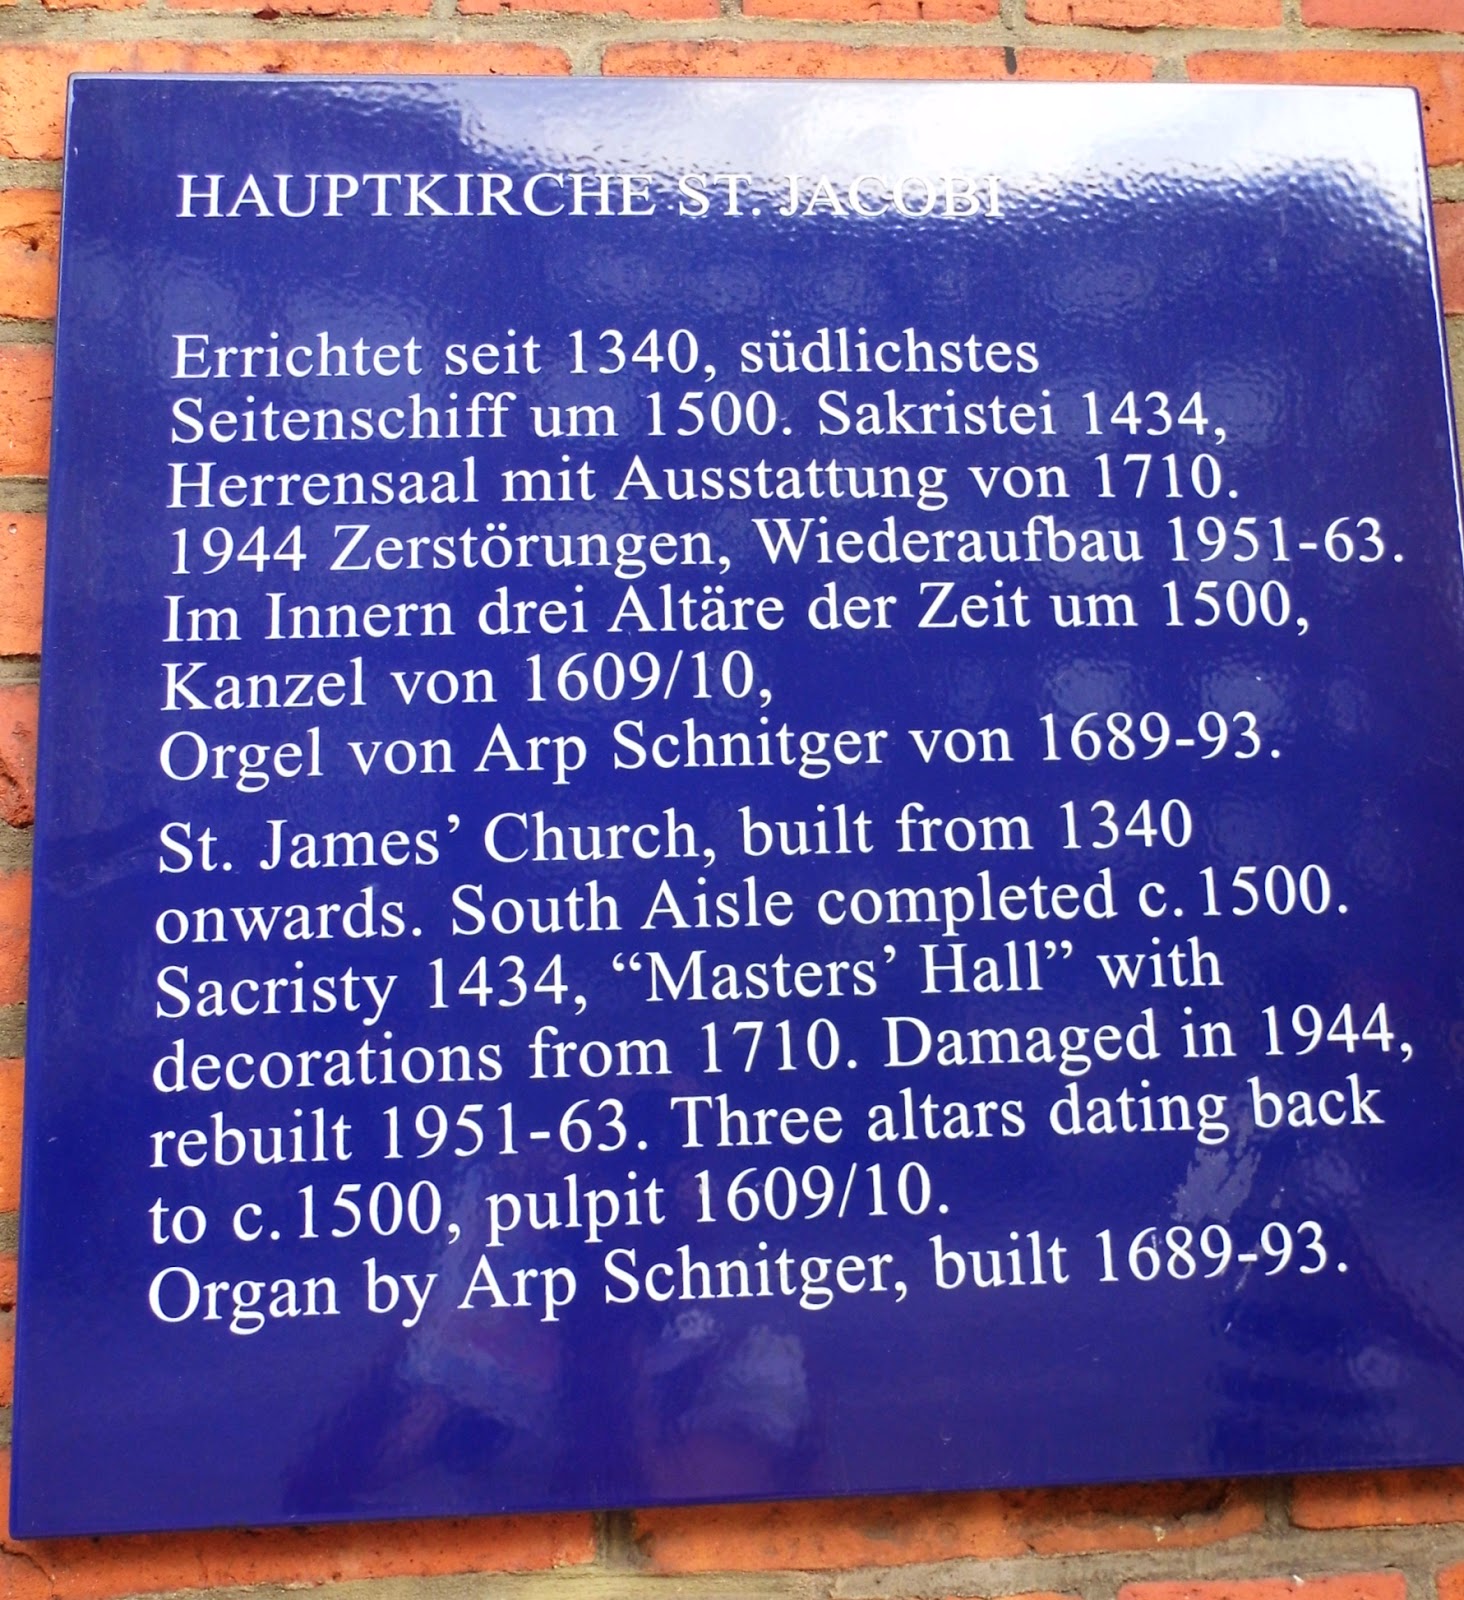 HAUPTKIRCHE ST. JACOBI
Errichtet seit 1340, südlichstes
Seitenschiff um 1500. Sakristei 1434,
Herrensaal mit Ausstattung von 1710.
1944 Zerstörungen, Wiederaufbau 1951-63.
Im Innern drei Altäre der Zeit um 1500,
Kanzel von 1609/10,
Orgel von Arp Schnitger von 1689-93.
St. James’ Church, built from 1340
onwards. South Aisle completed c. 1500.
Sacristy 1434, “Masters’ Hall” with
decorations from 1710. Damaged in 1944,
rebuilt 1951-63. Three altars dating back
to c. 1500, pulpit 1609/10.
Organ by Arp Schnitger, built 1689-93.